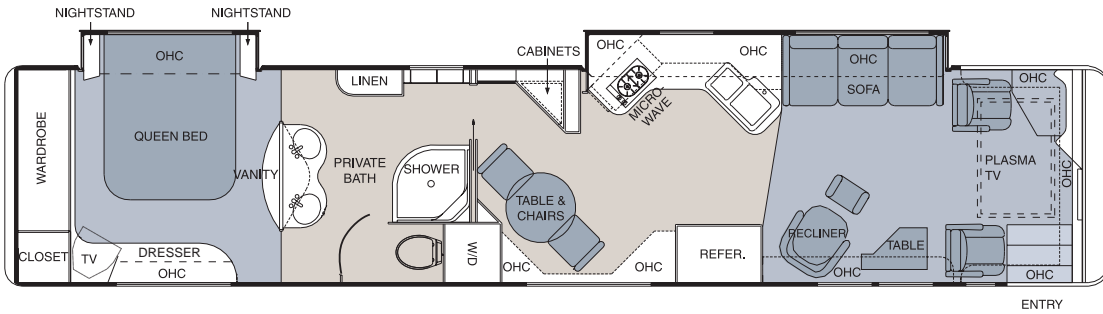 NIGHTSTAND
NIGHTSTAND
OHC
QUEEN BED
WARDROBE
CLOSET
TV
DRESSER
OHC
VANITY
LINEN
PRIVATE
BATH
SHOWER
W/D
CABINETS
TABLE &
CHAIRS
OHC
OHC
OHC
MICRO-
WAVE
OHC
REFER.
OHC
SOFA
RECLINER
TABLE
OHC
OHC
PLASMA
TV
OHC
OHC
ENTRY